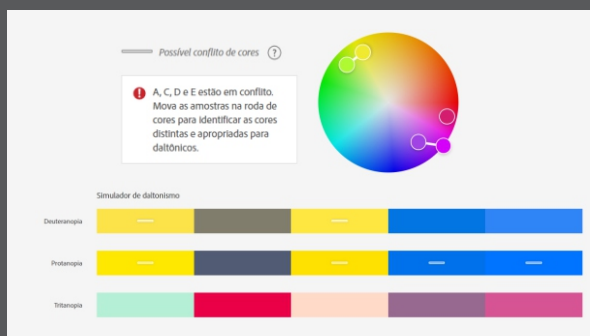 Possível conflito de cores ?
A, C, D e E estão em conflito.
Mova as amostras na roda de
cores para identificar as cores
distintas e apropriadas para
daltônicos.
Simulador de daltonismo
Deuteranopia
Protanopia
Tritanopia